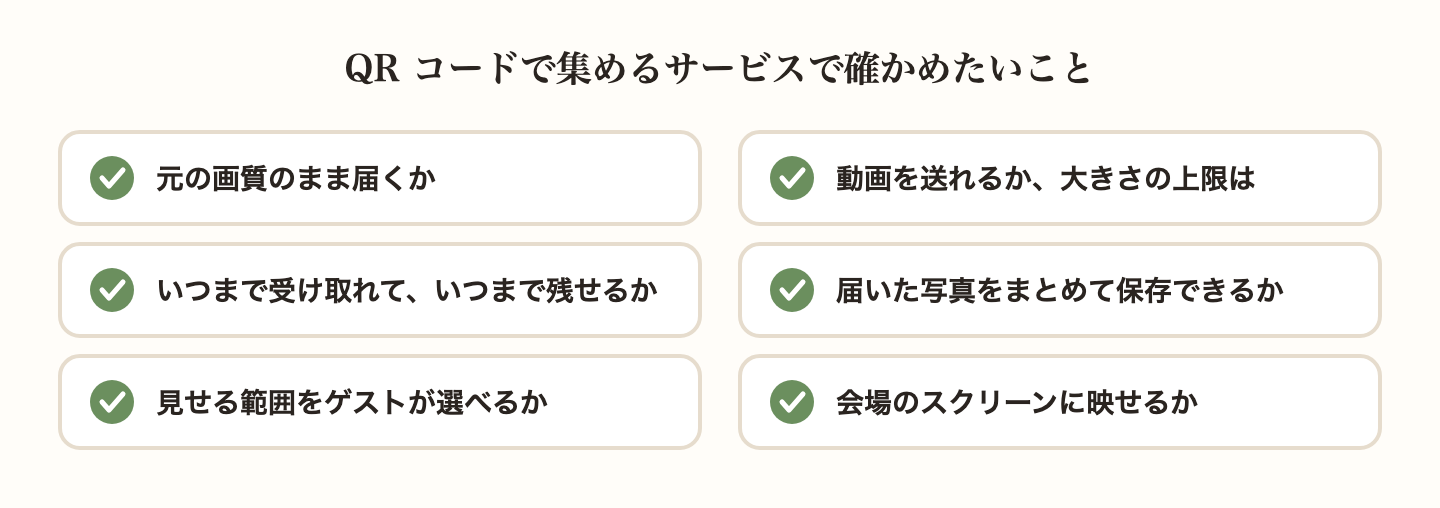 QR コードで集めるサービスで確かめたいこと
元の画質のまま届くか
動画を送れるか、大きさの上限は
いつまで受け取れて、いつまで残せるか
届いた写真をまとめて保存できるか
見せる範囲をゲストが選べるか
会場のスクリーンに映せるか